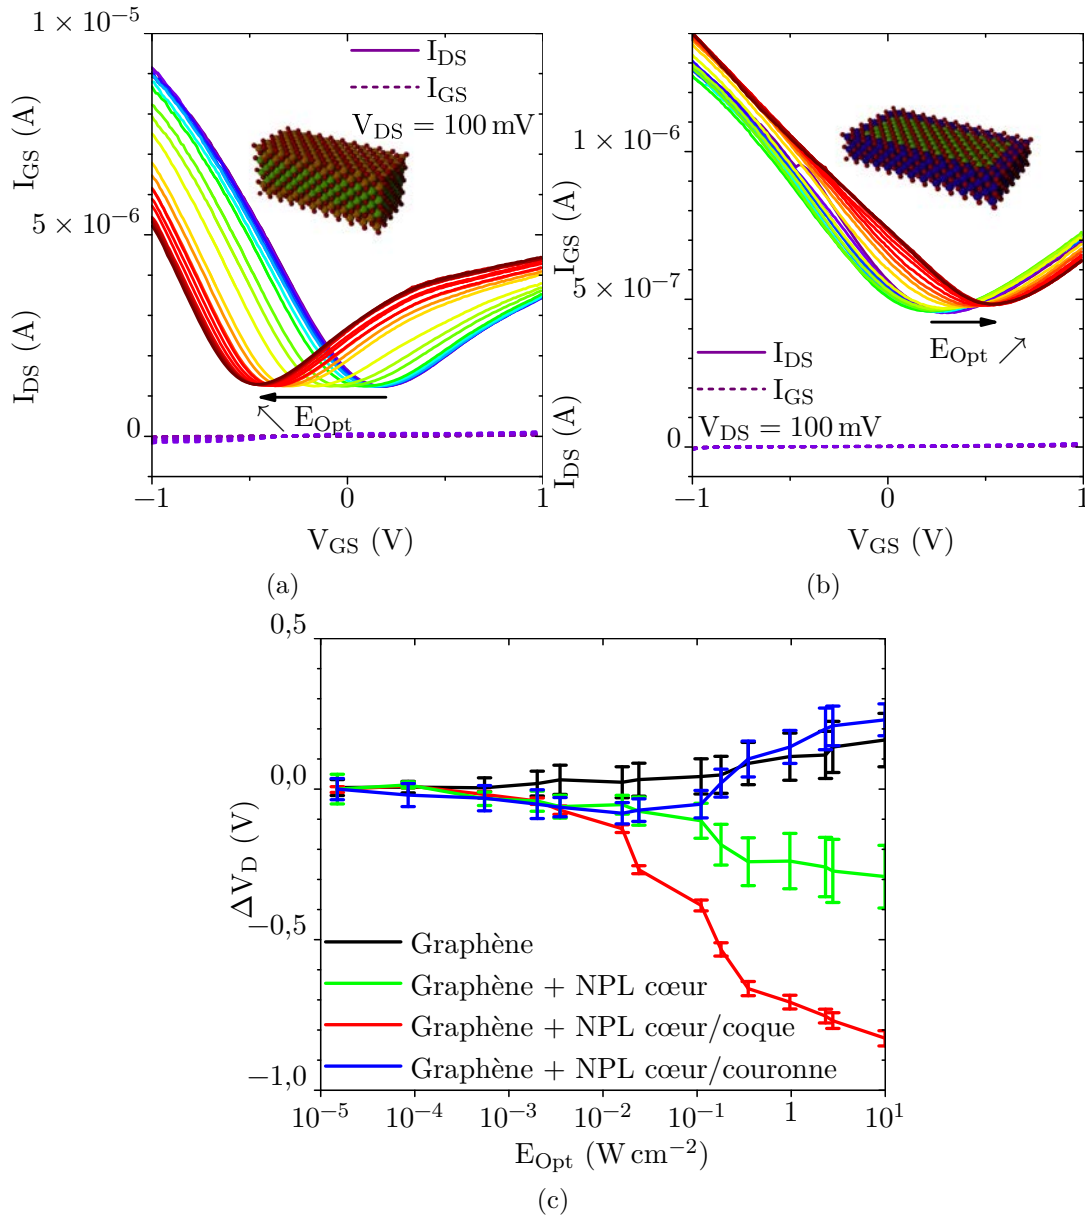 1 × 10⁻⁵
I_DS
I_GS
V_DS = 100 mV
I_GS (A)
5 × 10⁻⁶
I_DS (A)
E_Opt
↖
0
−1
0
1
V_GS (V)
(a)
1 × 10⁻⁶
I_GS (A)
5 × 10⁻⁷
E_Opt ↗
I_DS
I_GS
V_DS = 100 mV
I_DS (A)
0
−1
0
1
V_GS (V)
(b)
0,5
0,0
ΔV_D (V)
−0,5
Graphène
Graphène + NPL cœur
Graphène + NPL cœur/coque
Graphène + NPL cœur/couronne
−1,0
10⁻⁵ 10⁻⁴ 10⁻³ 10⁻² 10⁻¹ 1 10¹
E_Opt (W cm⁻²)
(c)